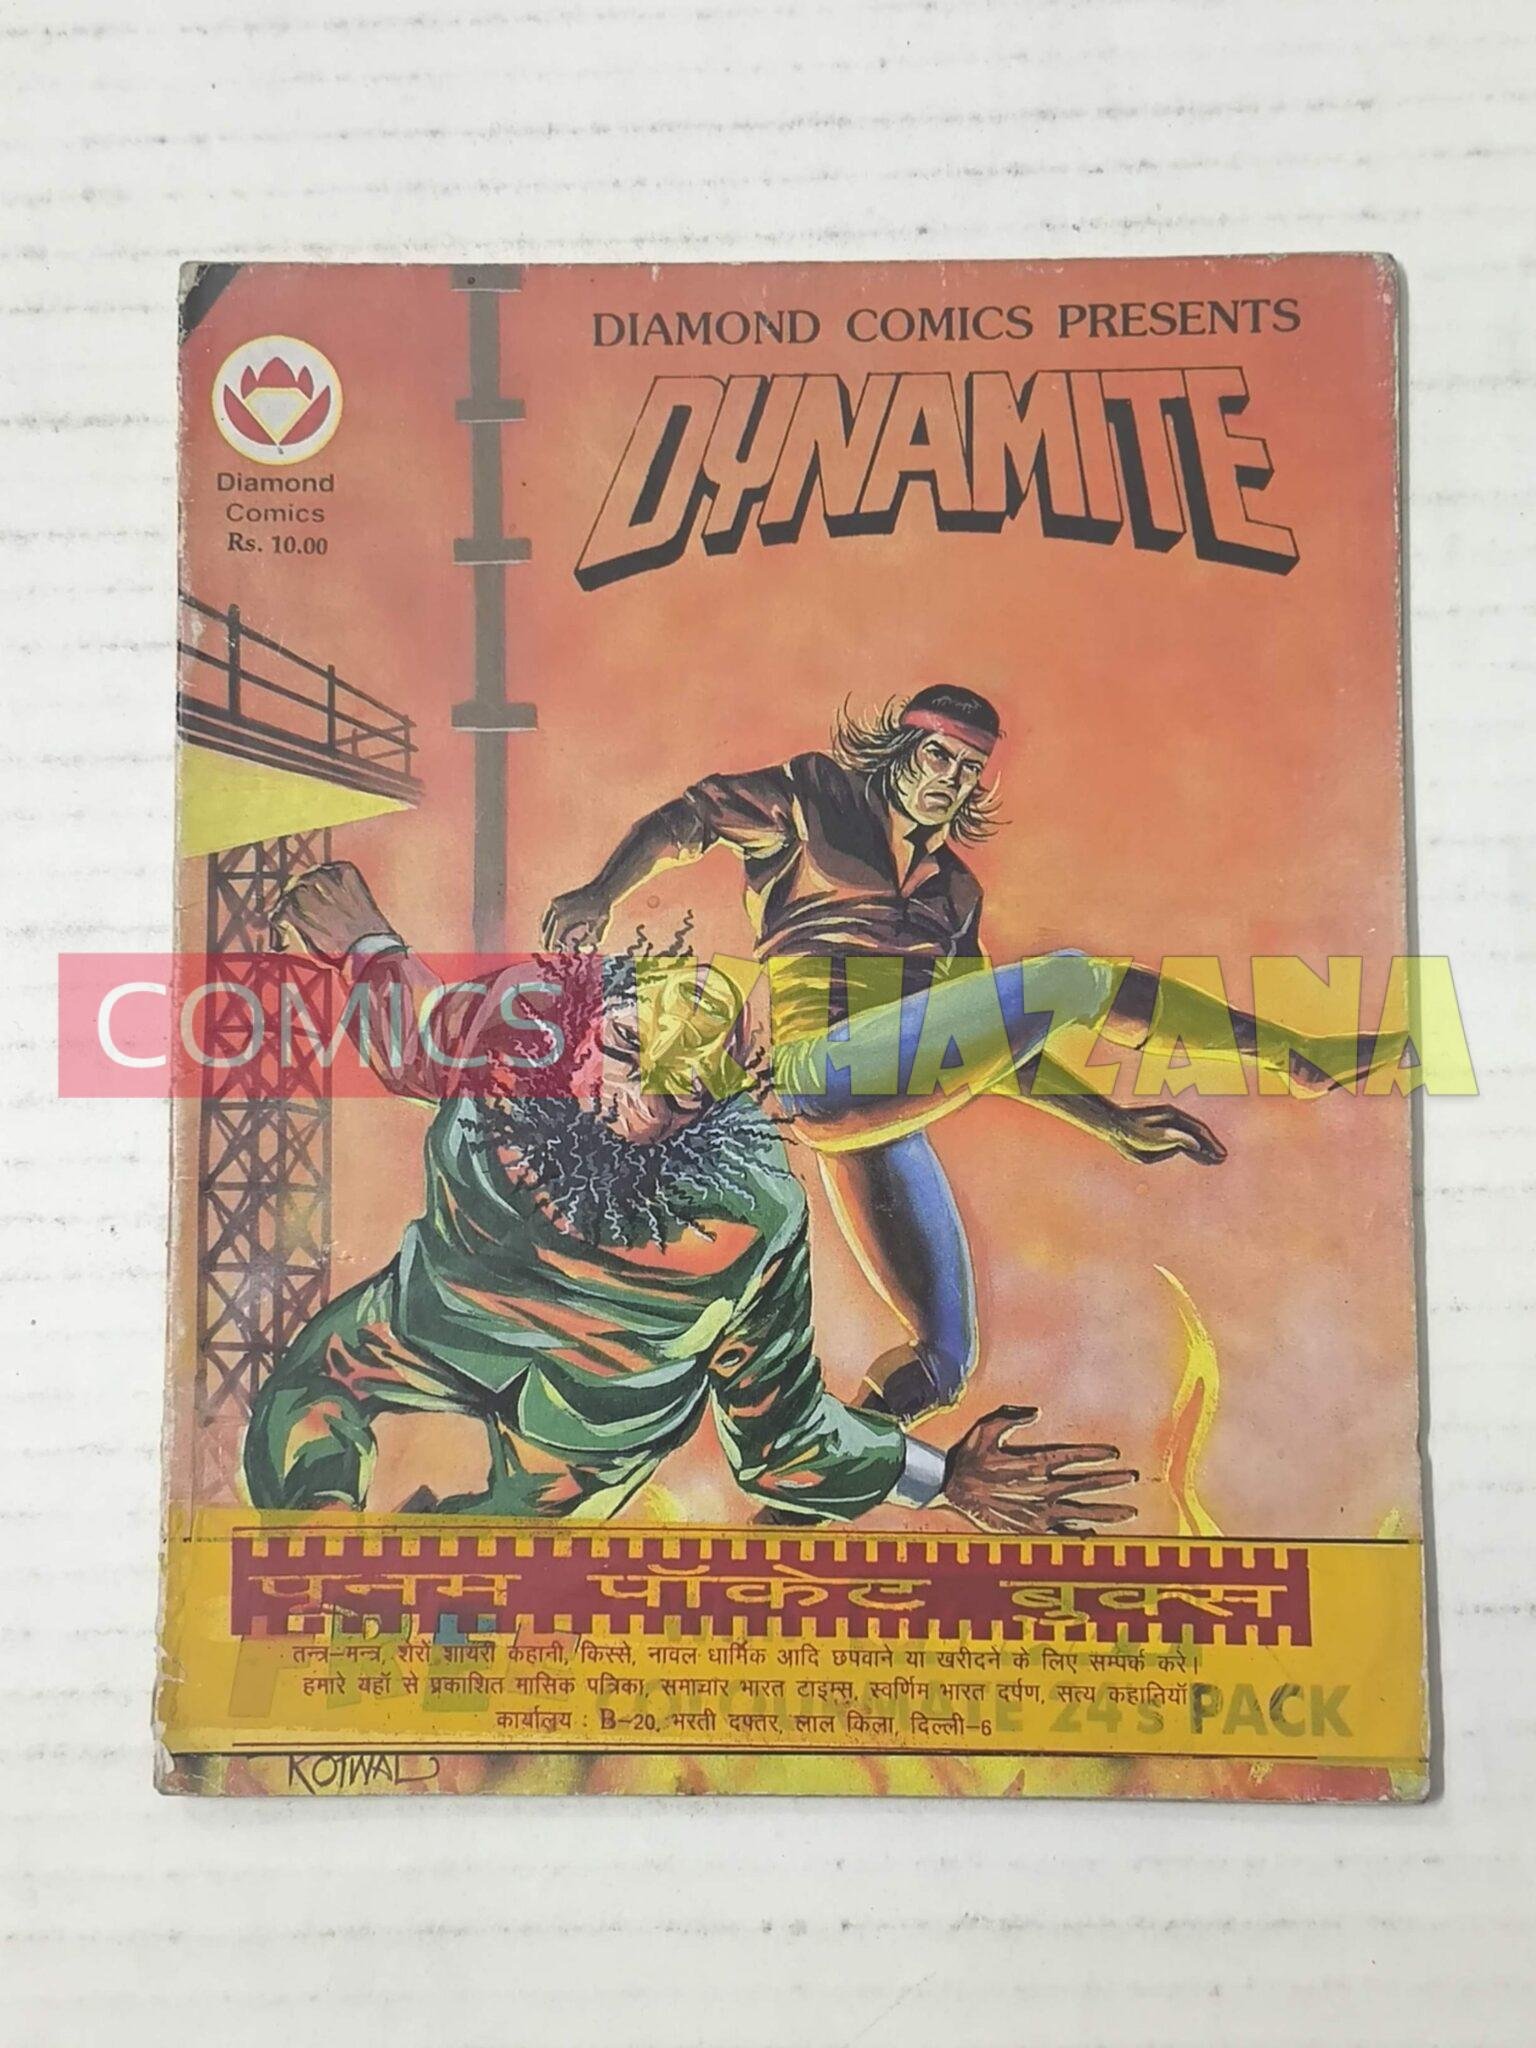 DIAMOND COMICS PRESENTS
DYNAMITE
Diamond
Comics
Rs. 10.00
COMICS KHAZANA
पूनम पॉकेट बुक्स
तन्त्र-मन्त्र, शेरों शायरी कहानी, किस्से, नावल धार्मिक आदि छपवाने या खरीदने के लिए सम्पर्क करे।
हमारे यहाँ से प्रकाशित मासिक पत्रिका, समाचार भारत टाइम्स, स्वर्णिम भारत दर्पण, सत्य कहानियाँ
कार्यालय : B-20, भरती दफ्तर, लाल किला, दिल्ली-6
FREE
24's PACK
KOTWAL